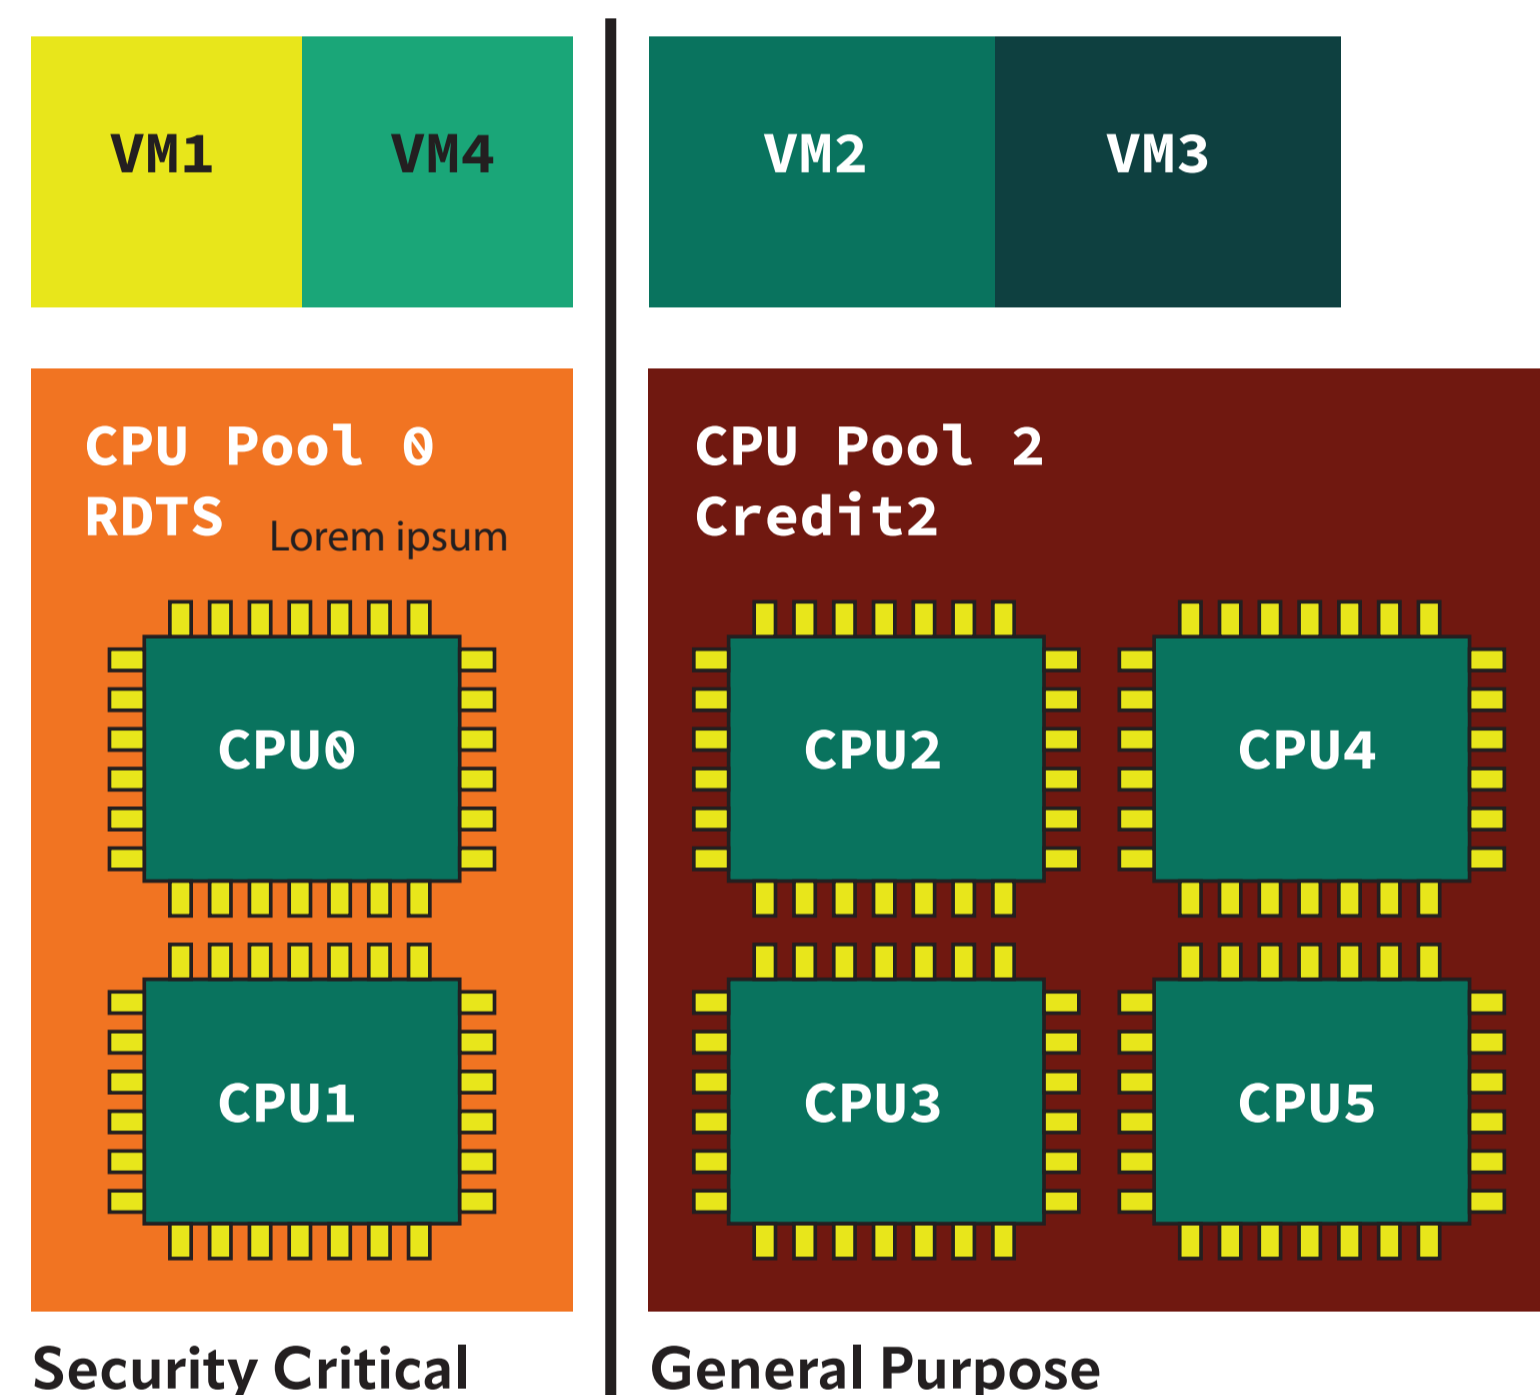 VM1
VM4
CPU Pool 0
RDTS
Lorem ipsum
CPU0
CPU1
Security Critical
VM2
VM3
CPU Pool 2
Credit2
CPU2
CPU4
CPU3
CPU5
General Purpose